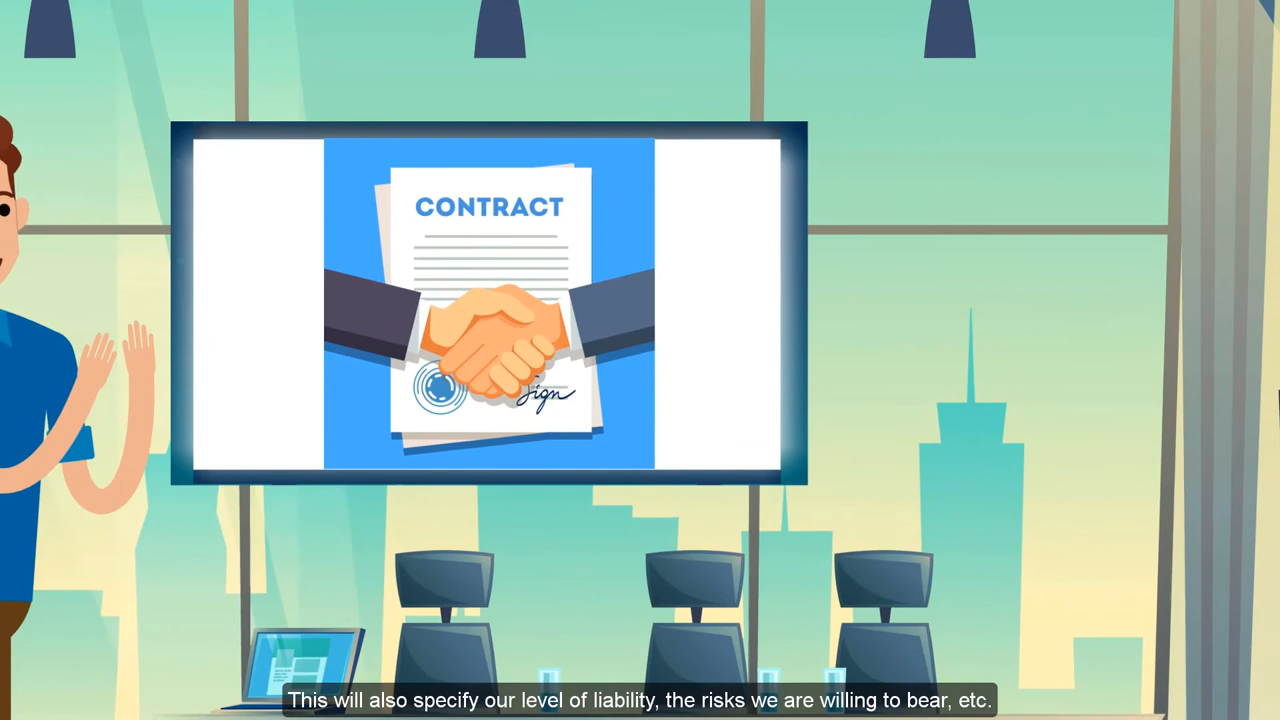 CONTRACT
Sign
This will also specify our level of liability, the risks we are willing to bear, etc.